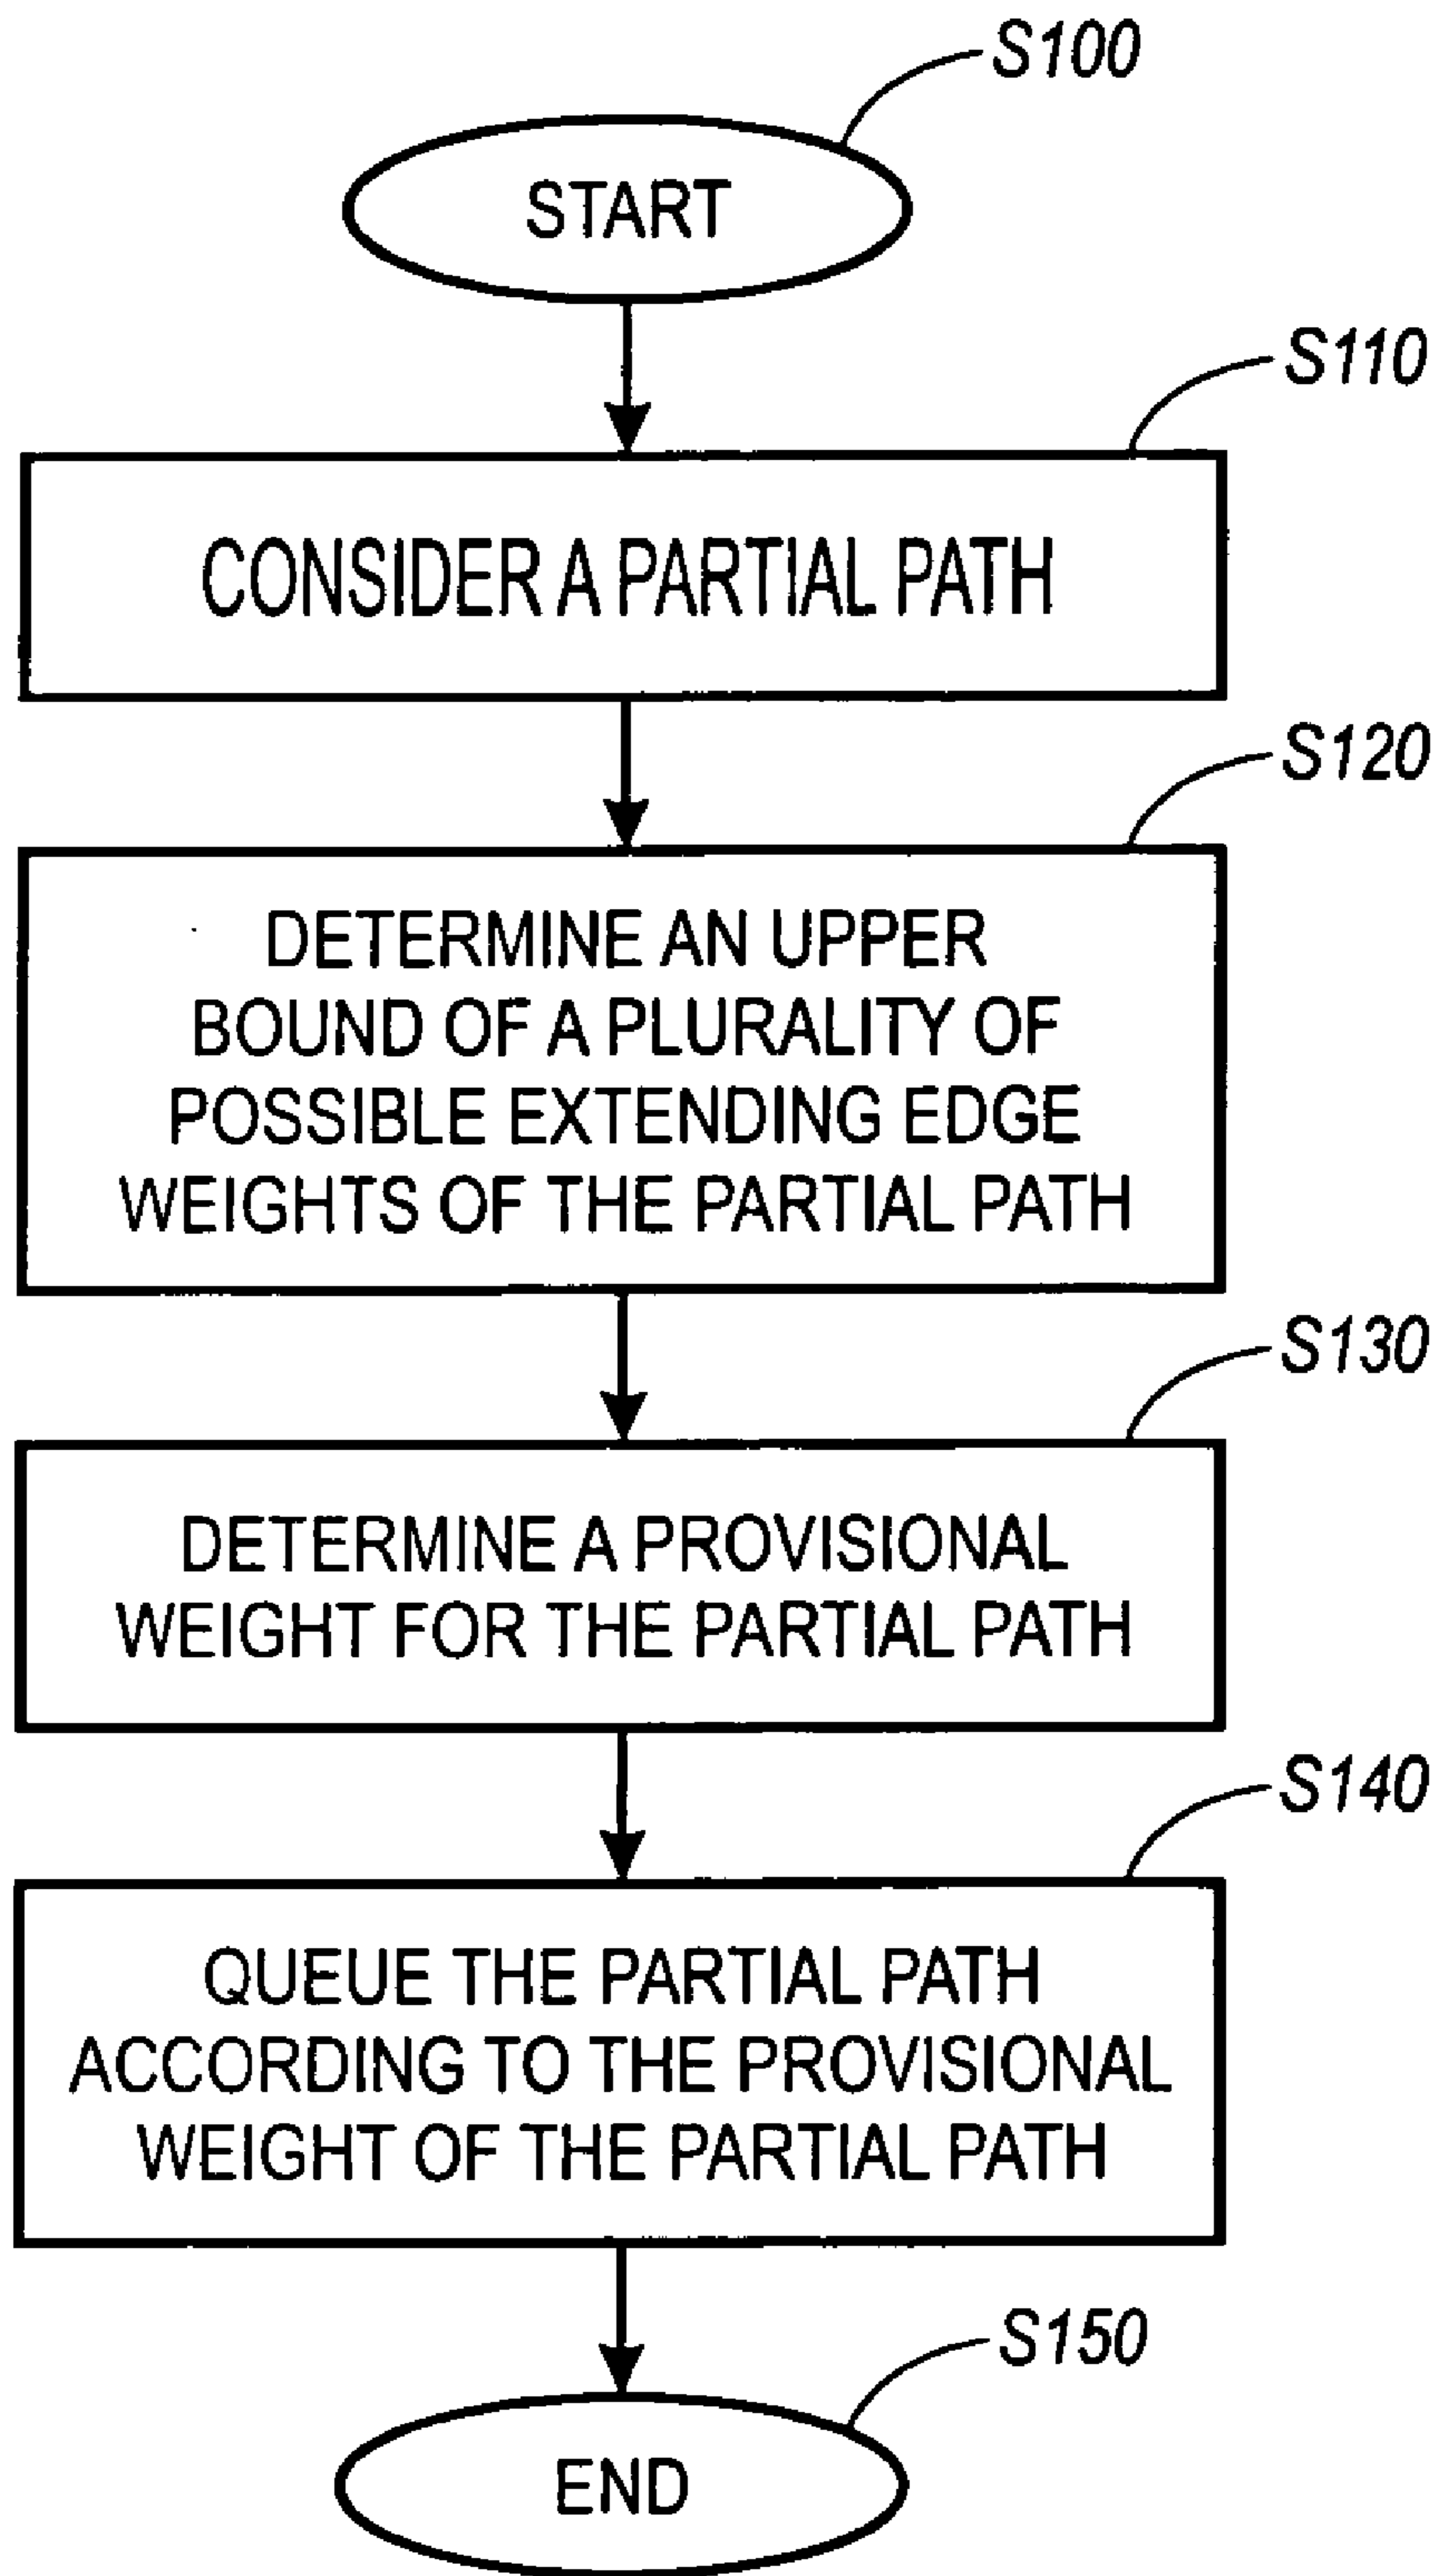 S100
START
S110
CONSIDER A PARTIAL PATH
S120
DETERMINE AN UPPER
BOUND OF A PLURALITY OF
POSSIBLE EXTENDING EDGE
WEIGHTS OF THE PARTIAL PATH
S130
DETERMINE A PROVISIONAL
WEIGHT FOR THE PARTIAL PATH
S140
QUEUE THE PARTIAL PATH
ACCORDING TO THE PROVISIONAL
WEIGHT OF THE PARTIAL PATH
S150
END